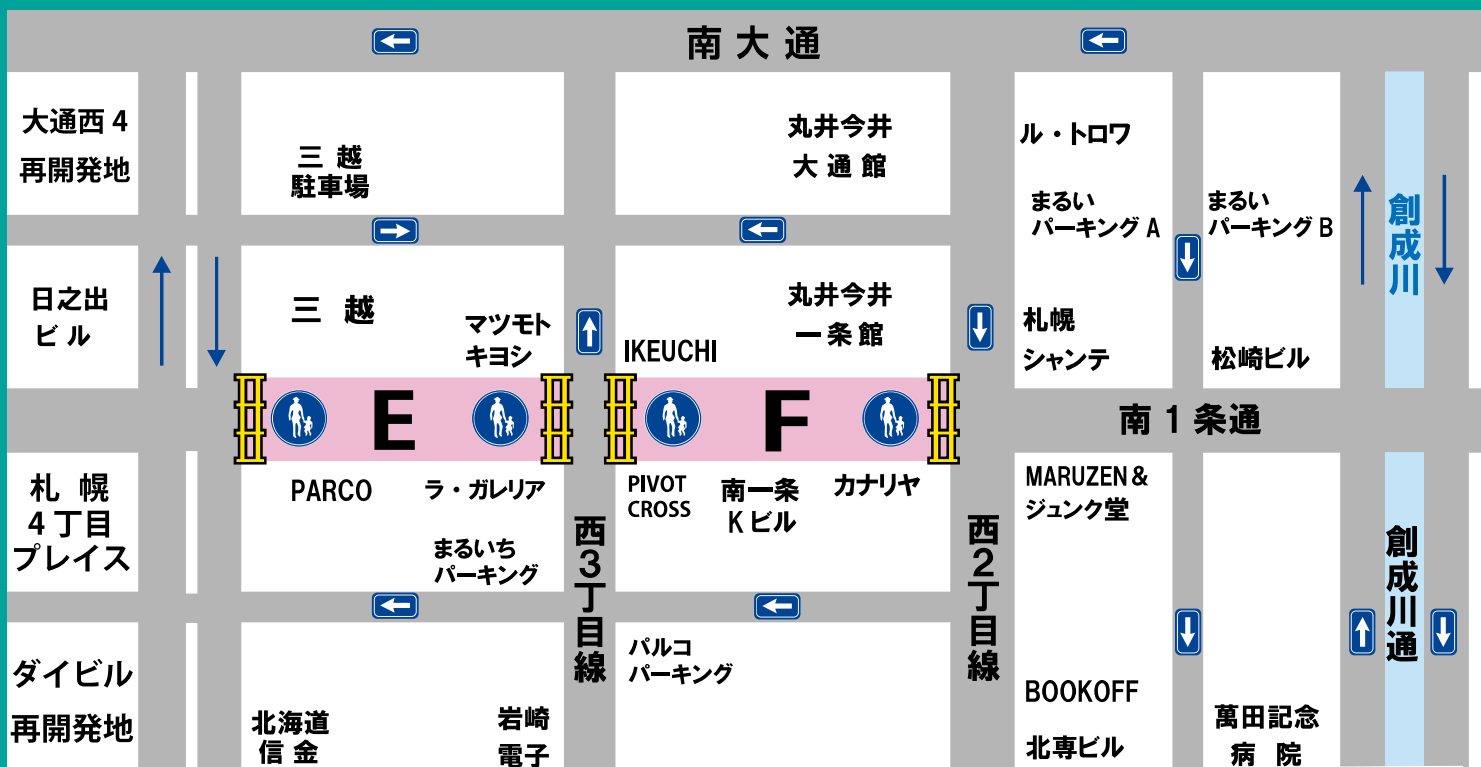 南大通
大通西4
再開発地
三越
駐車場
丸井今井
大通館
ル・トロワ
まるい
パーキングA
まるい
パーキングB
創成川
日之出
ビル
三越
マツモト
キヨシ
IKEUCHI
丸井今井
一条館
札幌
シャンテ
松崎ビル
E
F
南1条通
札幌
4丁目
プレイス
PARCO
ラ・ガレリア
まるいち
パーキング
西3丁目線
PIVOT
CROSS
南一条
Kビル
カナリヤ
西2丁目線
MARUZEN&
ジュンク堂
創成川通
ダイビル
再開発地
北海道
信金
岩崎
電子
パルコ
パーキング
BOOKOFF
北専ビル
萬田記念
病院